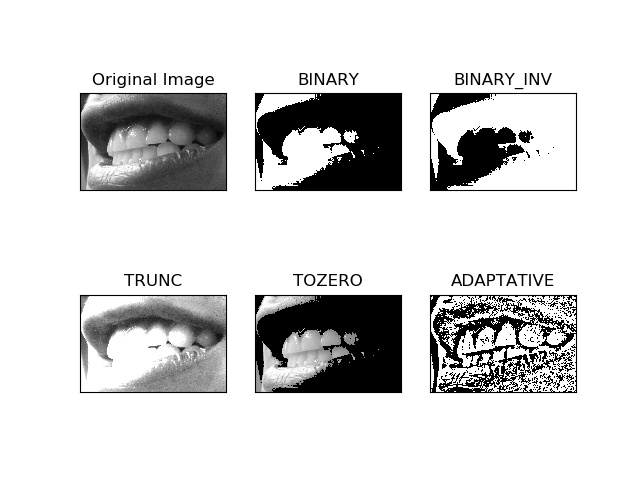 Original Image
BINARY
BINARY_INV
TRUNC
TOZERO
ADAPTATIVE